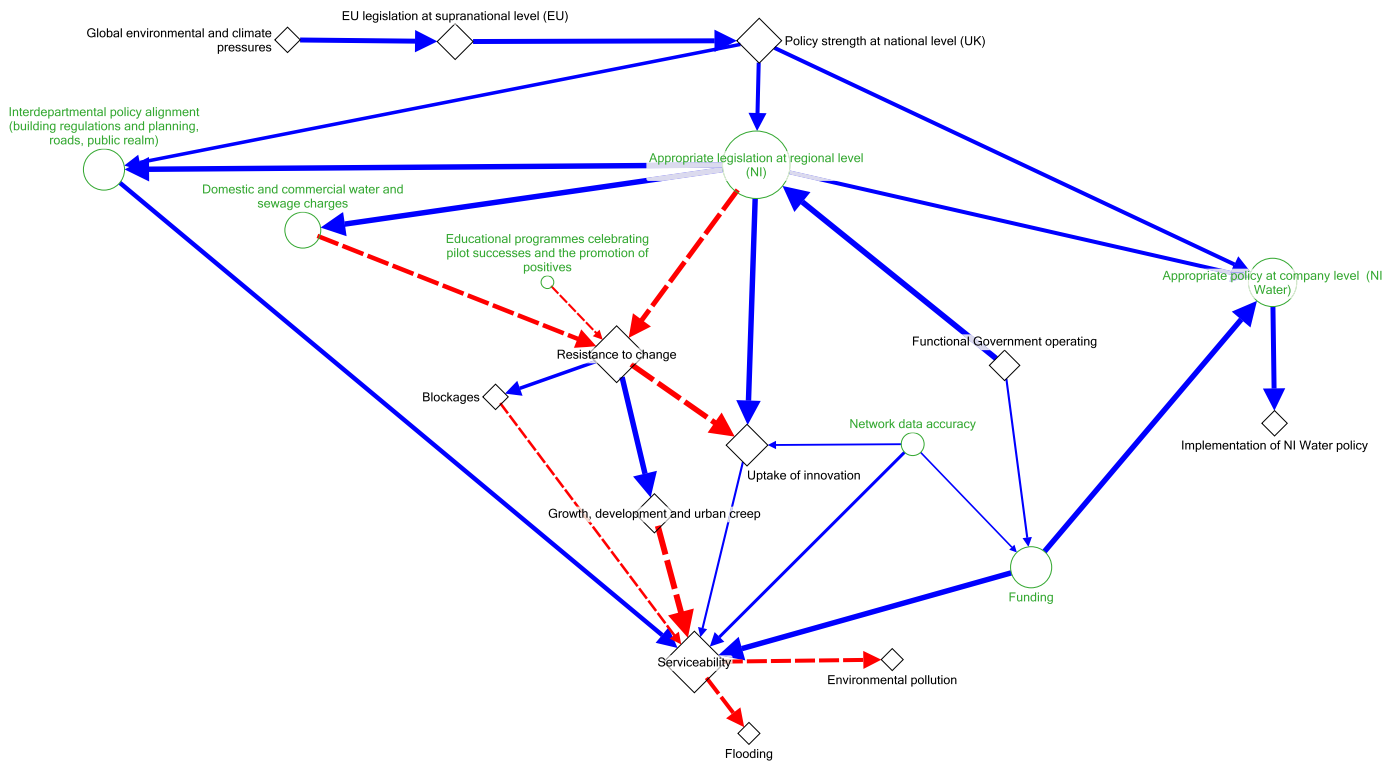 EU legislation at supranational level (EU)
Global environmental and climate
pressures
Policy strength at national level (UK)
Interdepartmental policy alignment
(building regulations and planning,
roads, public realm)
Appropriate legislation at regional level
(NI)
Domestic and commercial water and
sewage charges
Educational programmes celebrating
pilot successes and the promotion of
positives
Appropriate policy at company level (NI
Water)
Functional Government operating
Resistance to change
Blockages
Network data accuracy
Implementation of NI Water policy
Uptake of innovation
Growth, development and urban creep
Funding
Serviceability
Environmental pollution
Flooding